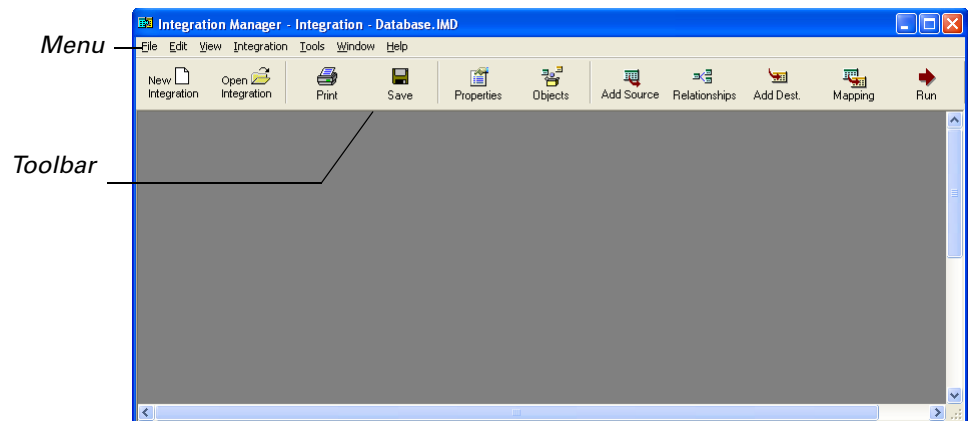 Integration Manager - Integration - Database.IMD
Menu
File Edit View Integration Tools Window Help
New Integration
Open Integration
Print
Save
Properties
Objects
Add Source
Relationships
Add Dest.
Mapping
Run
Toolbar